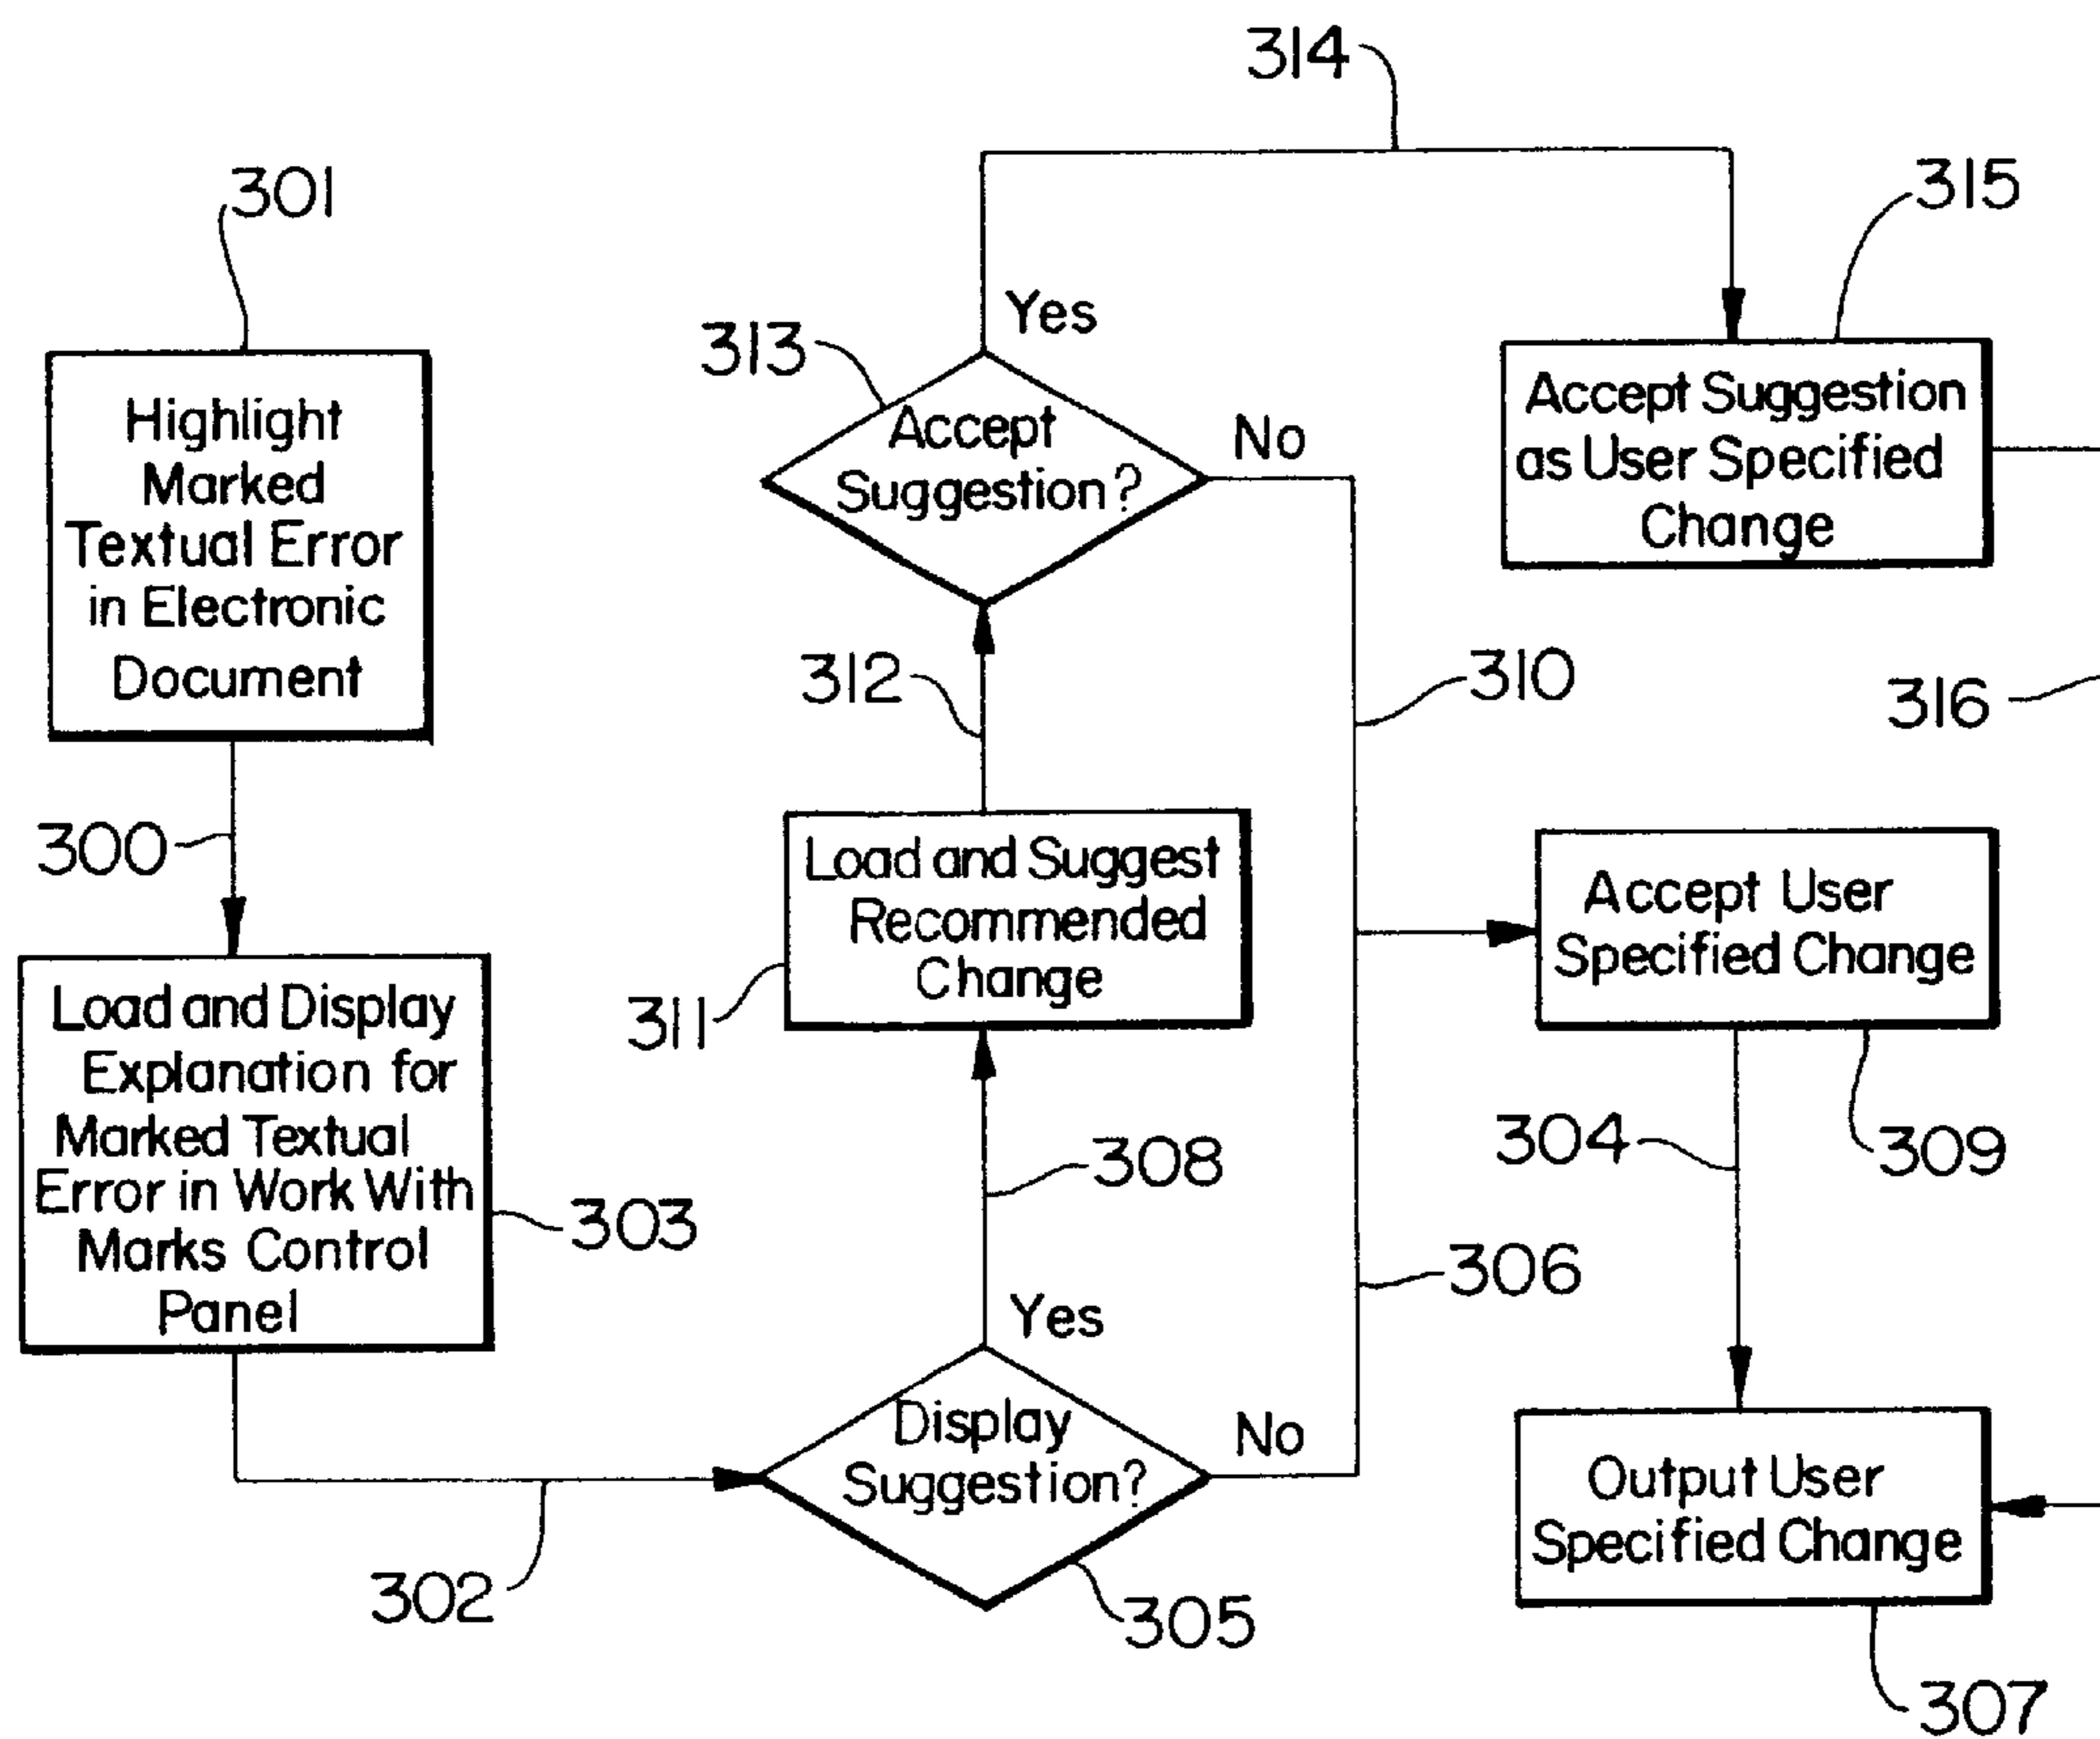 314
301
315
Yes
313
Highlight
Marked
Textual Error
in Electronic
Document
Accept
Suggestion?
No
Accept Suggestion
as User Specified
Change
312
310
316
300
Load and Suggest
Recommended
Change
311
Accept User
Specified Change
Load and Display
Explanation for
Marked Textual
Error in Work With
Marks Control
Panel
303
308
304
309
306
Yes
Display
Suggestion?
No
Output User
Specified Change
302
305
307